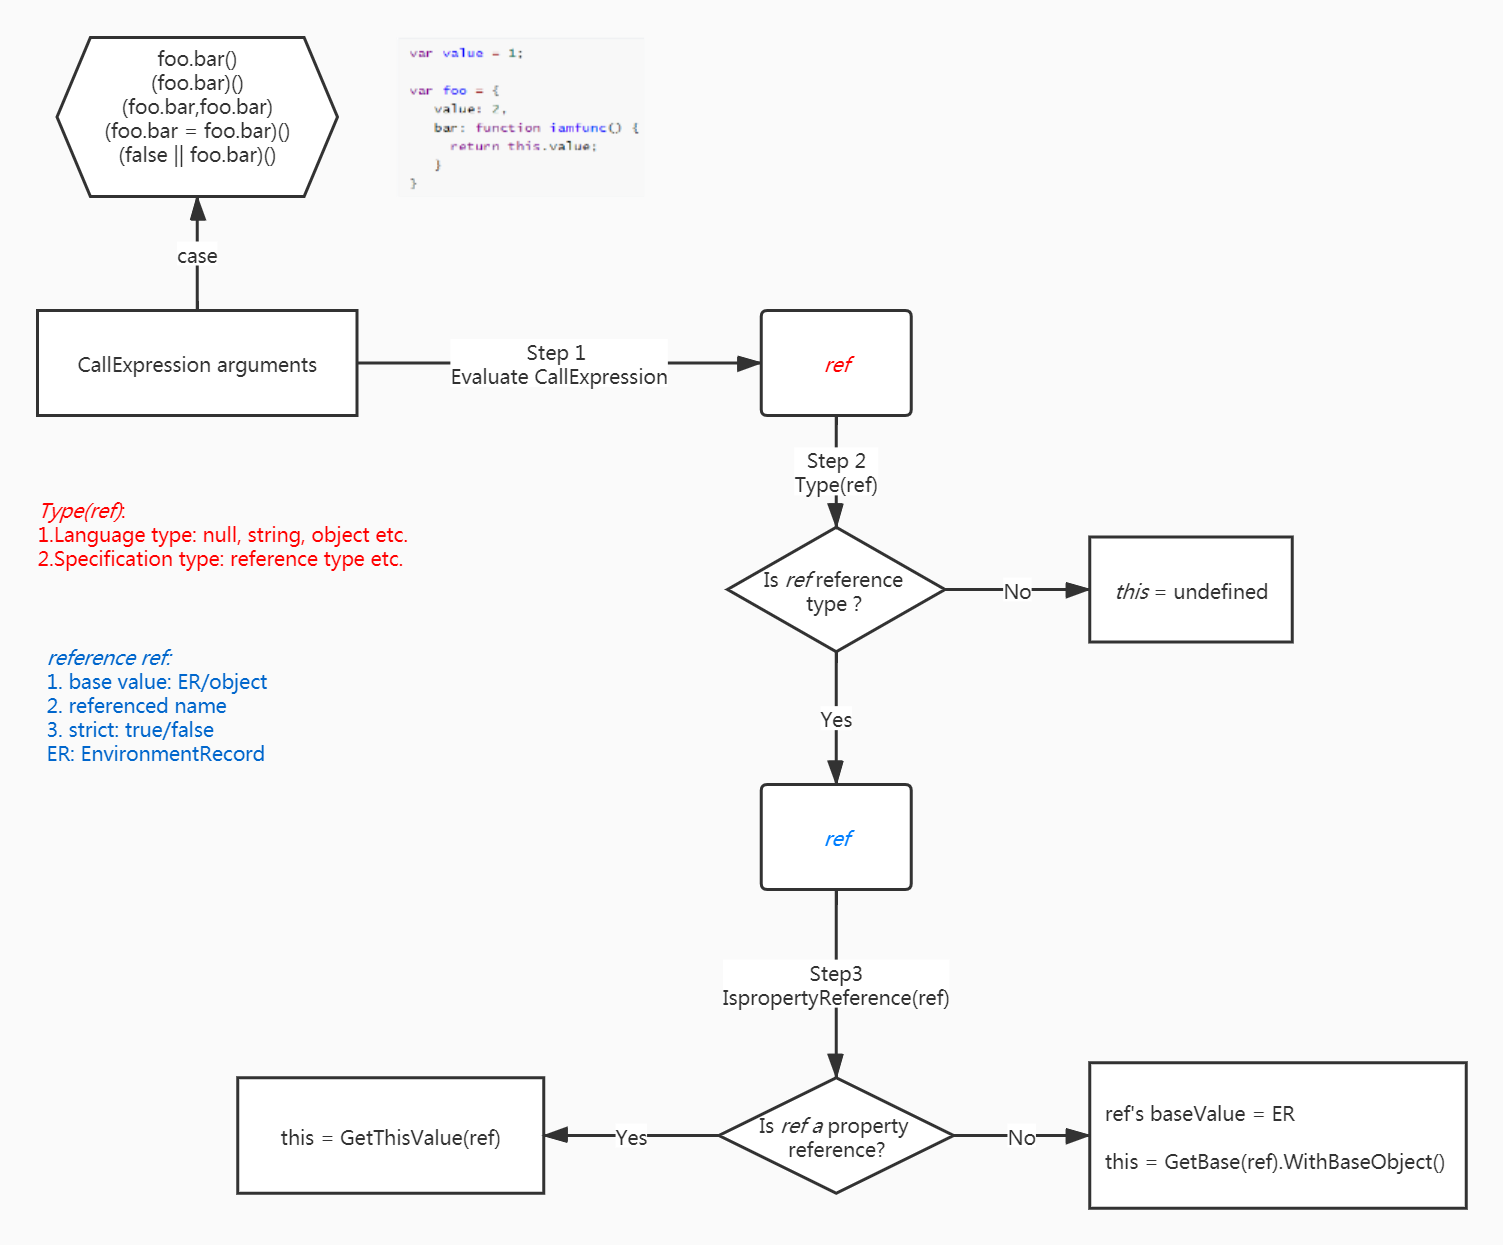 foo.bar()
(foo.bar)()
(foo.bar,foo.bar)
(foo.bar = foo.bar)()
(false || foo.bar)()
var value = 1;
var foo = {
value: 2,
bar: function iamfunc() {
return this.value;
}
}
case
CallExpression arguments
Step 1
Evaluate CallExpression
ref
Step 2
Type(ref)
Type(ref):
1.Language type: null, string, object etc.
2.Specification type: reference type etc.
Is ref reference
type ?
No
this = undefined
reference ref:
1. base value: ER/object
2. referenced name
3. strict: true/false
ER: EnvironmentRecord
Yes
ref
Step3
IspropertyReference(ref)
Is ref a property
reference?
Yes
this = GetThisValue(ref)
No
ref's baseValue = ER
this = GetBase(ref).WithBaseObject()